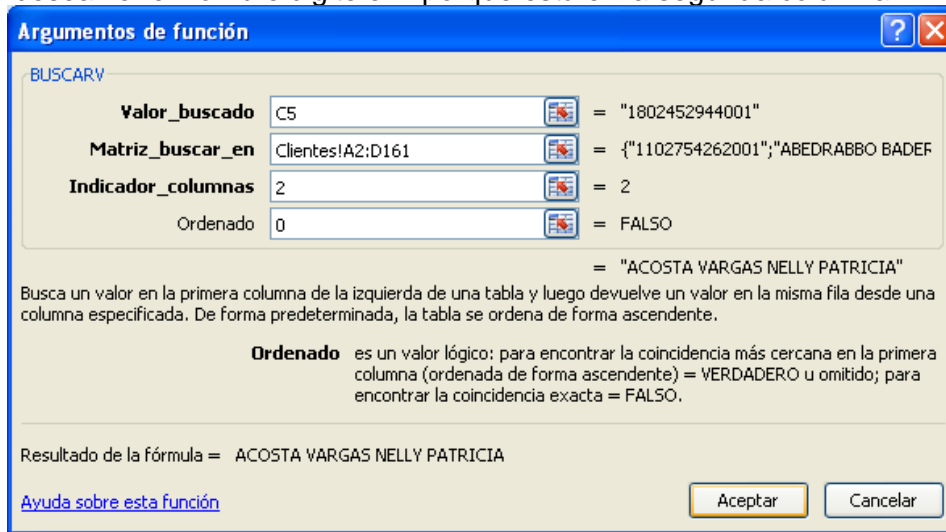 Argumentos de función
BUSCARV
Valor_buscado C5 = "1802452944001"
Matriz_buscar_en Clientes!A2:D161 = {"1102754262001";"ABEDRABBO BADER
Indicador_columnas 2 = 2
Ordenado 0 = FALSO
= "ACOSTA VARGAS NELLY PATRICIA"
Busca un valor en la primera columna de la izquierda de una tabla y luego devuelve un valor en la misma fila desde una
columna especificada. De forma predeterminada, la tabla se ordena de forma ascendente.
Ordenado es un valor lógico: para encontrar la coincidencia más cercana en la primera
columna (ordenada de forma ascendente) = VERDADERO u omitido; para
encontrar la coincidencia exacta = FALSO.
Resultado de la fórmula = ACOSTA VARGAS NELLY PATRICIA
Ayuda sobre esta función Aceptar Cancelar